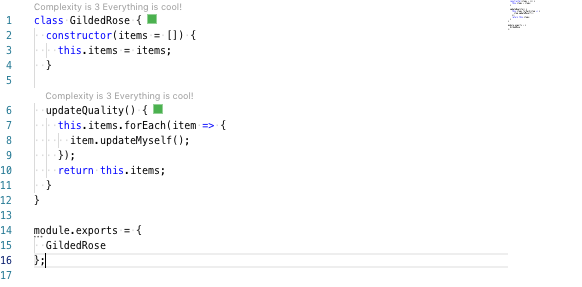 Complexity is 3 Everything is cool!
1 class GildedRose {
2 constructor(items = []) {
3 this.items = items;
4 }
5
Complexity is 3 Everything is cool!
6 updateQuality() {
7 this.items.forEach(item => {
8 item.updateMyself();
9 });
10 return this.items;
11 }
12 }
13
14 module.exports = {
15 GildedRose
16 };
17